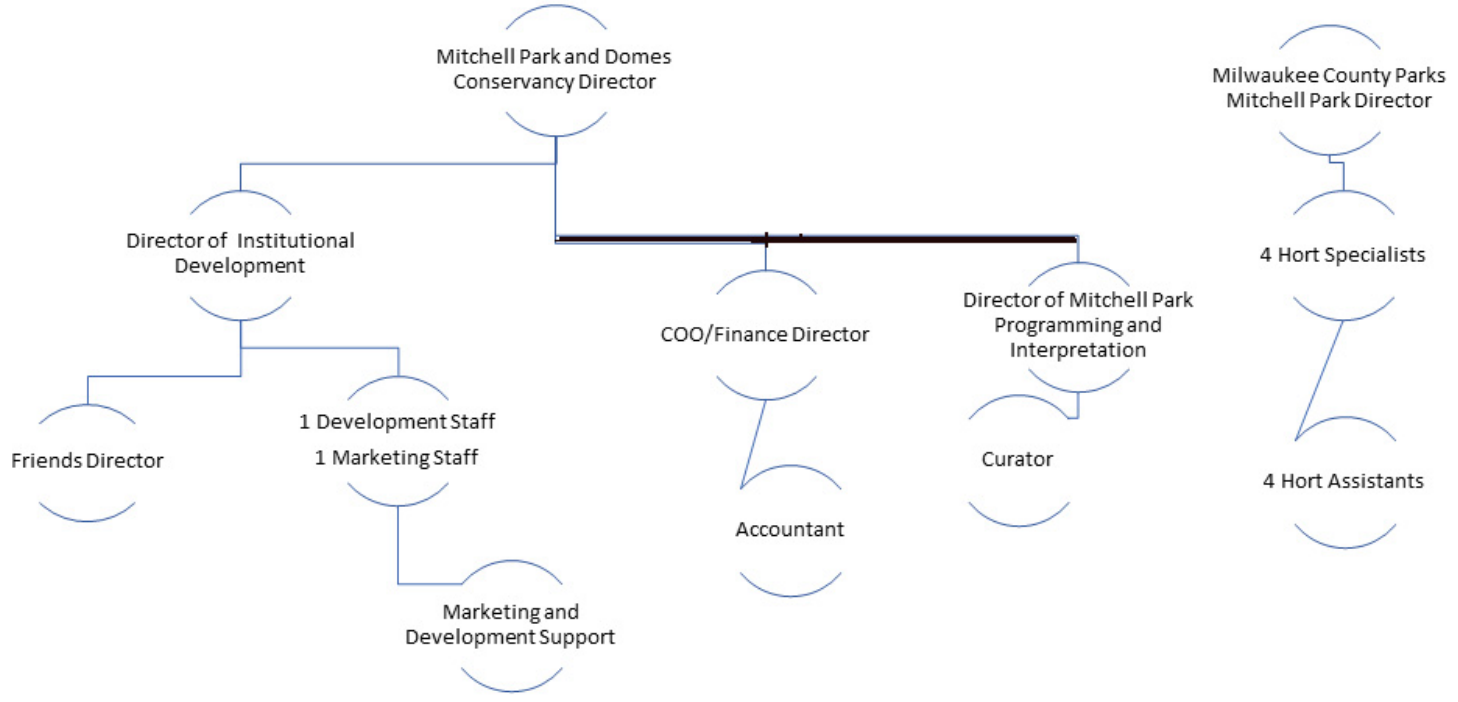 Mitchell Park and Domes
Conservancy Director
Milwaukee County Parks
Mitchell Park Director
Director of Institutional
Development
COO/Finance Director
Director of Mitchell Park
Programming and
Interpretation
4 Hort Specialists
Friends Director
1 Development Staff
1 Marketing Staff
Accountant
Curator
4 Hort Assistants
Marketing and
Development Support